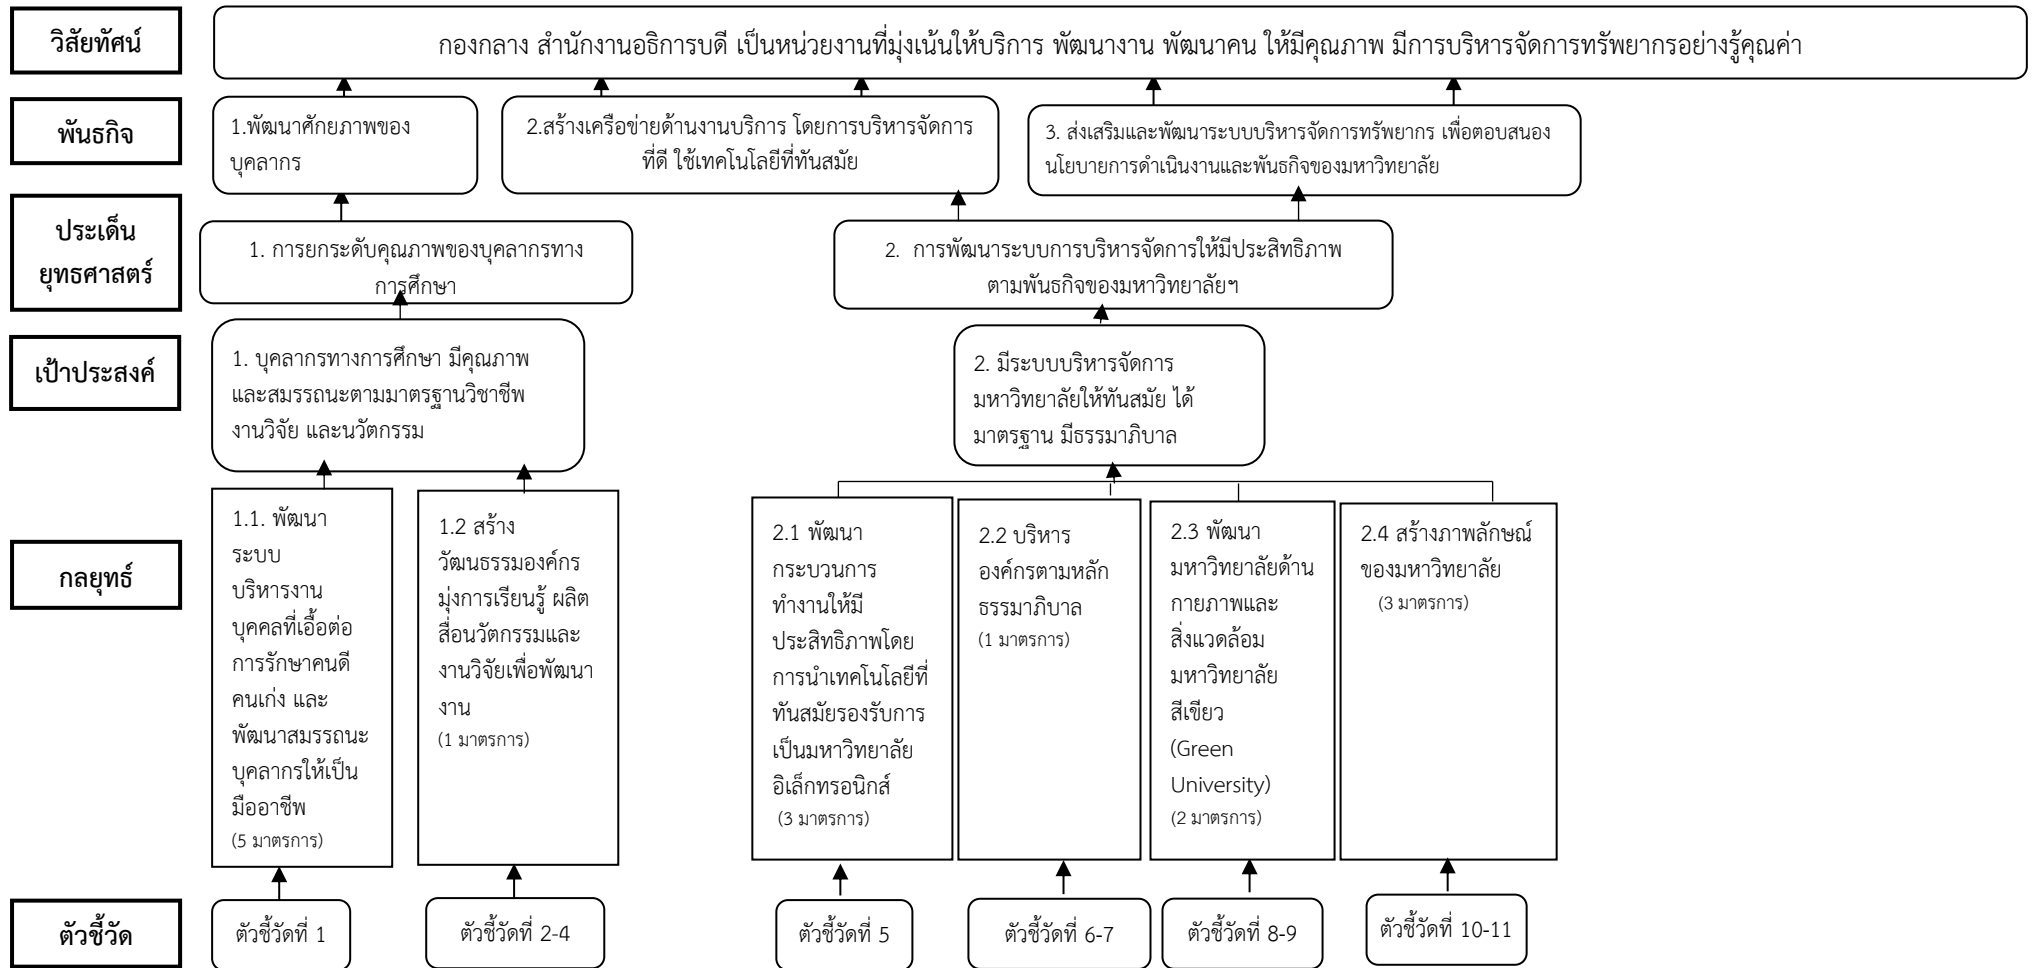 วิสัยทัศน์
กองกลาง สำนักงานอธิการบดี เป็นหน่วยงานที่มุ่งเน้นให้บริการ พัฒนางาน พัฒนาคน ให้มีคุณภาพ มีการบริหารจัดการทรัพยากรอย่างรู้คุณค่า
พันธกิจ
1.พัฒนาศักยภาพของ
บุคลากร
2.สร้างเครือข่ายด้านงานบริการ โดยการบริหารจัดการ
ที่ดี ใช้เทคโนโลยีที่ทันสมัย
3. ส่งเสริมและพัฒนาระบบบริหารจัดการทรัพยากร เพื่อตอบสนอง
นโยบายการดำเนินงานและพันธกิจของมหาวิทยาลัย
ประเด็น
ยุทธศาสตร์
1. การยกระดับคุณภาพของบุคลากรทาง
การศึกษา
2. การพัฒนาระบบการบริหารจัดการให้มีประสิทธิภาพ
ตามพันธกิจของมหาวิทยาลัยฯ
เป้าประสงค์
1. บุคลากรทางการศึกษา มีคุณภาพ
และสมรรถนะตามมาตรฐานวิชาชีพ
งานวิจัย และนวัตกรรม
2. มีระบบบริหารจัดการ
มหาวิทยาลัยให้ทันสมัย ได้
มาตรฐาน มีธรรมาภิบาล
กลยุทธ์
1.1. พัฒนา
ระบบ
บริหารงาน
บุคคลที่เอื้อต่อ
การรักษาคนดี
คนเก่ง และ
พัฒนาสมรรถนะ
บุคลากรให้เป็น
มืออาชีพ
(5 มาตรการ)
1.2 สร้าง
วัฒนธรรมองค์กร
มุ่งการเรียนรู้ ผลิต
สื่อนวัตกรรมและ
งานวิจัยเพื่อพัฒนา
งาน
(1 มาตรการ)
2.1 พัฒนา
กระบวนการ
ทำงานให้มี
ประสิทธิภาพโดย
การนำเทคโนโลยีที่
ทันสมัยรองรับการ
เป็นมหาวิทยาลัย
อิเล็กทรอนิกส์
(3 มาตรการ)
2.2 บริหาร
องค์กรตามหลัก
ธรรมาภิบาล
(1 มาตรการ)
2.3 พัฒนา
มหาวิทยาลัยด้าน
กายภาพและ
สิ่งแวดล้อม
มหาวิทยาลัย
สีเขียว
(Green
University)
(2 มาตรการ)
2.4 สร้างภาพลักษณ์
ของมหาวิทยาลัย
(3 มาตรการ)
ตัวชี้วัด
ตัวชี้วัดที่ 1
ตัวชี้วัดที่ 2-4
ตัวชี้วัดที่ 5
ตัวชี้วัดที่ 6-7
ตัวชี้วัดที่ 8-9
ตัวชี้วัดที่ 10-11